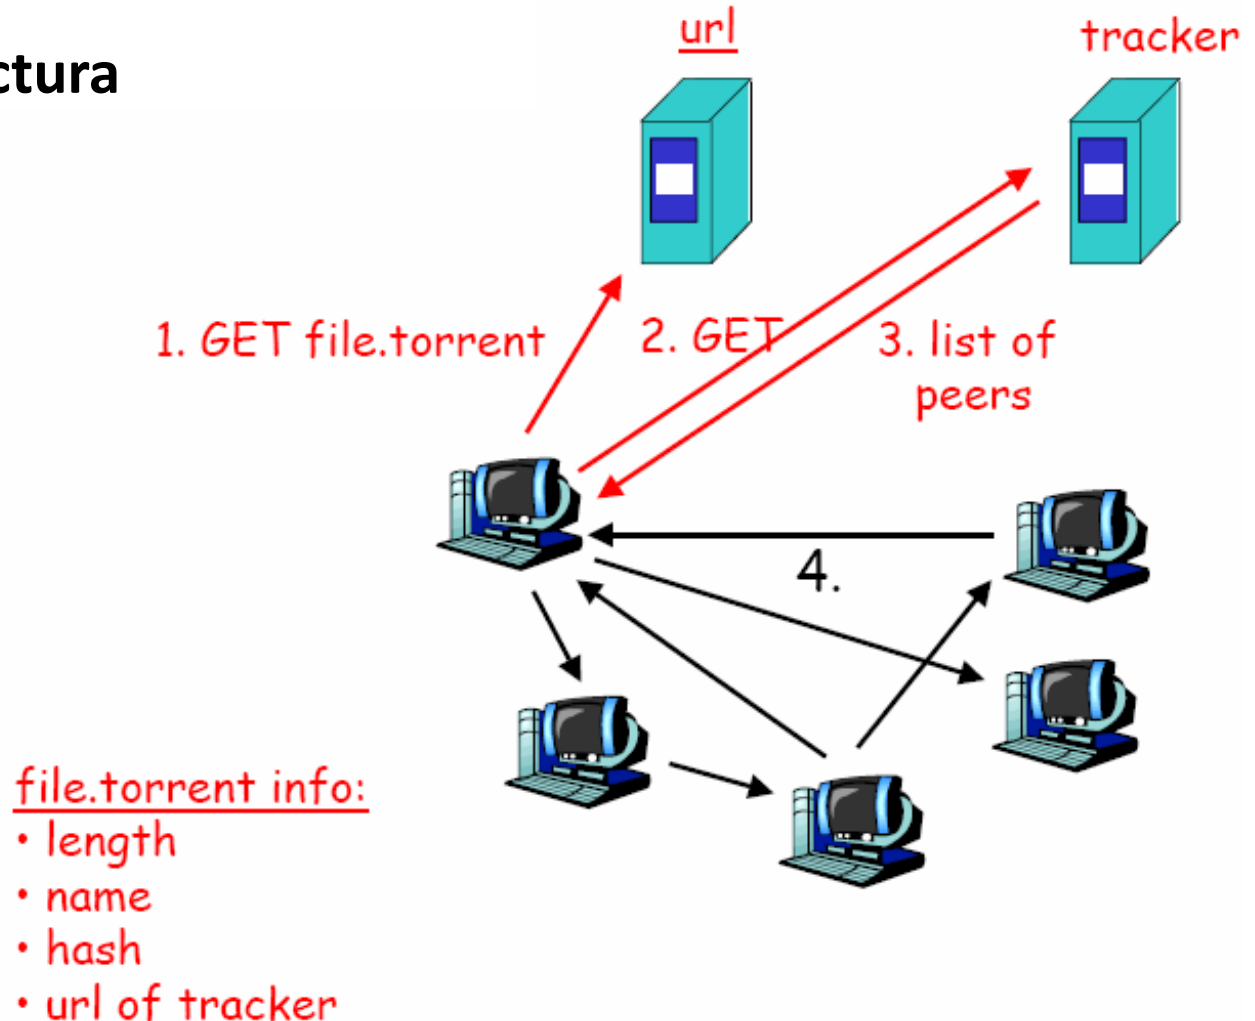 ctura
url
tracker
1. GET file.torrent
2. GET
3. list of
peers
4.
file.torrent info:
• length
• name
• hash
• url of tracker